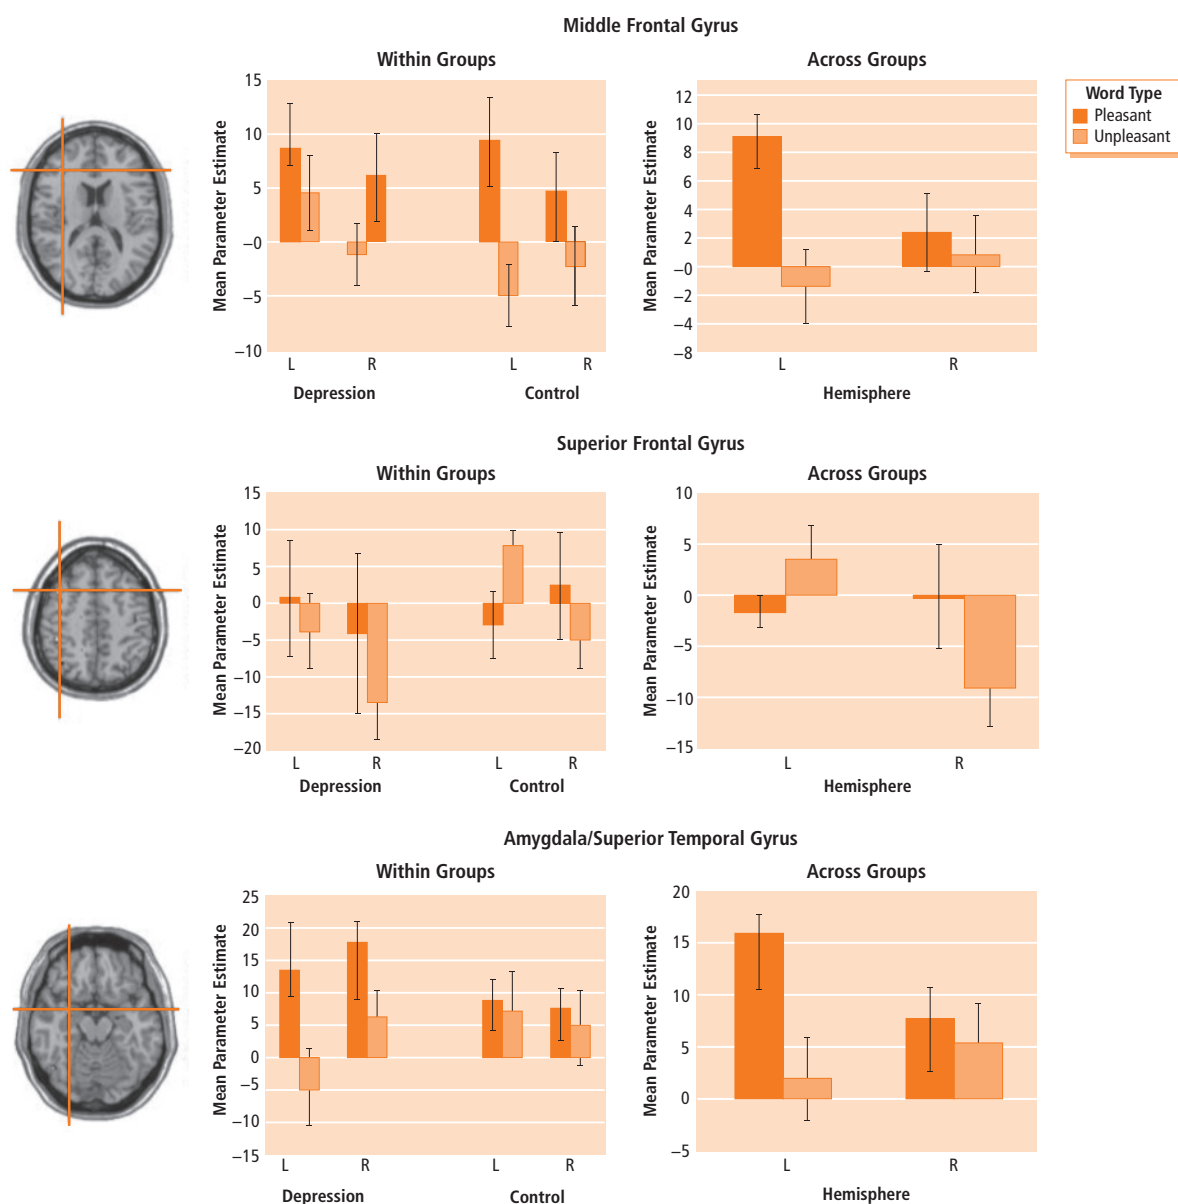 Middle Frontal Gyrus
Within Groups
Across Groups
Word Type
Pleasant
Unpleasant
Mean Parameter Estimate
15
10
5
–0
–5
–10
L
R
L
R
Depression
Control
Mean Parameter Estimate
12
10
8
6
4
2
–0
–2
–4
–8
L
R
Hemisphere
Superior Frontal Gyrus
Within Groups
Across Groups
Mean Parameter Estimate
15
10
5
0
–5
–10
–15
–20
L
R
L
R
Depression
Control
Mean Parameter Estimate
10
5
0
–5
–10
–15
L
R
Hemisphere
Amygdala/Superior Temporal Gyrus
Within Groups
Across Groups
Mean Parameter Estimate
25
20
15
10
5
0
–5
–10
–15
L
R
L
R
Depression
Control
Mean Parameter Estimate
20
15
10
5
0
–5
L
R
Hemisphere